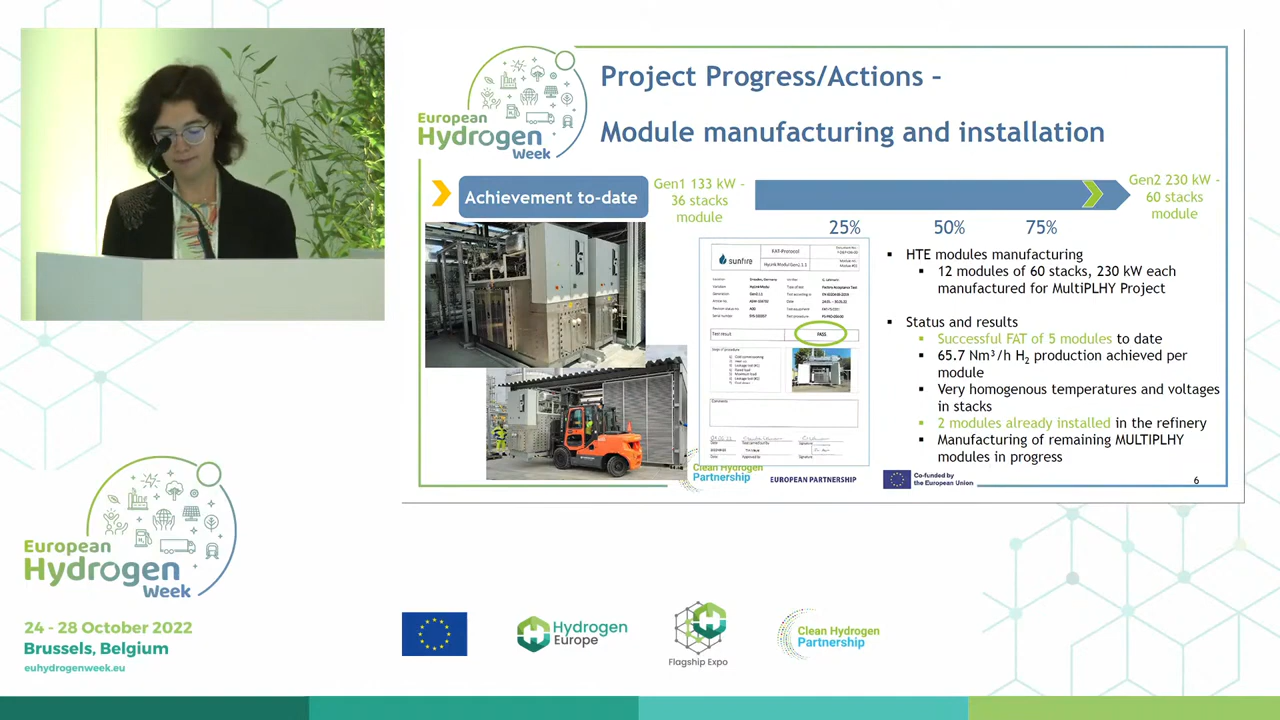 European
Hydrogen
Week
Project Progress/Actions –
Module manufacturing and installation
Achievement to-date
Gen1 133 kW -
36 stacks
module
Gen2 230 kW -
60 stacks
module
25%
50%
75%
sunfire
FAT-Protocol
Test result
PASS
HTE modules manufacturing
12 modules of 60 stacks, 230 kW each
manufactured for MultiPLHY Project
Status and results
Successful FAT of 5 modules to date
65.7 Nm³/h H₂ production achieved per
module
Very homogenous temperatures and voltages
in stacks
2 modules already installed in the refinery
Manufacturing of remaining MULTIPLHY
modules in progress
Clean Hydrogen
Partnership
EUROPEAN PARTNERSHIP
Co-funded by
the European Union
6
European
Hydrogen
Week
24 - 28 October 2022
Brussels, Belgium
euhydrogenweek.eu
Hydrogen
Europe
Flagship Expo
Clean Hydrogen
Partnership